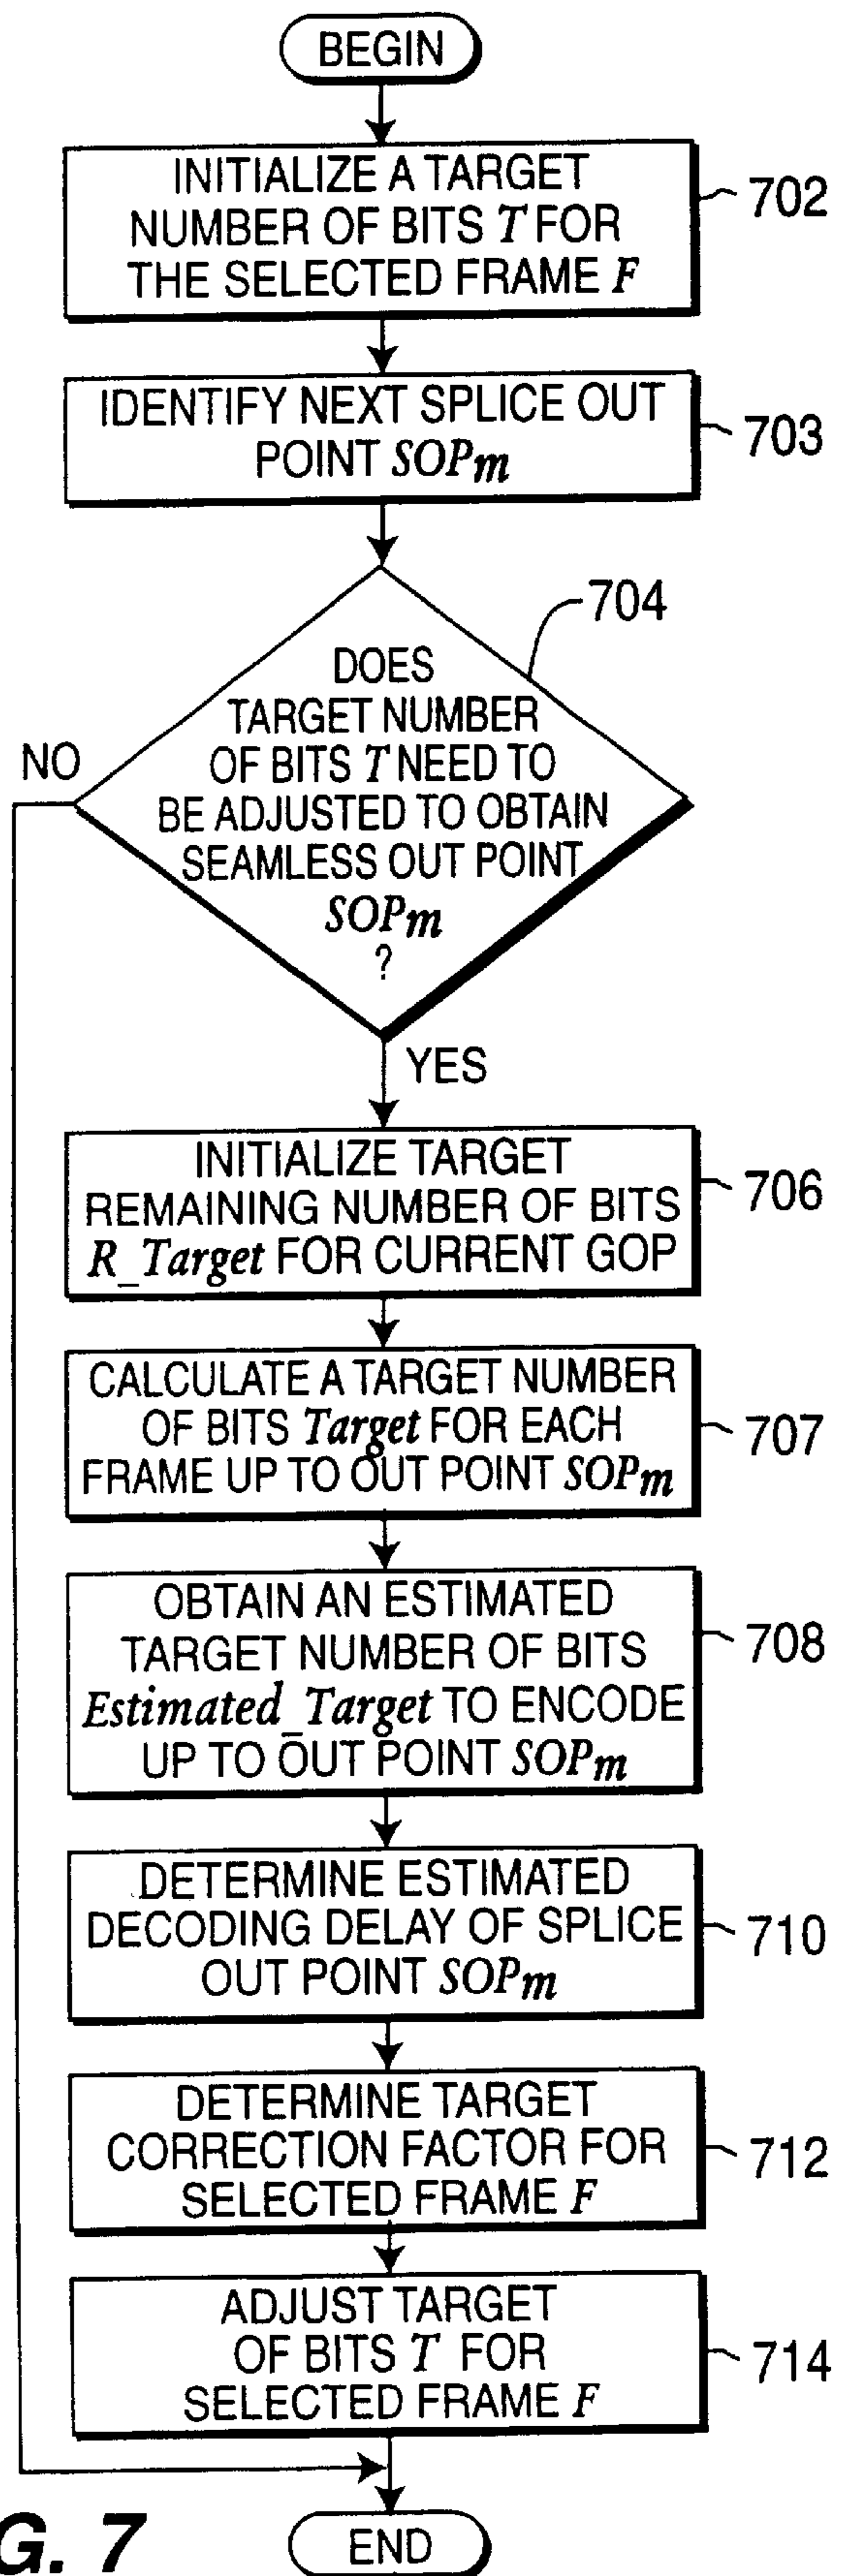 BEGIN
INITIALIZE A TARGET
NUMBER OF BITS T FOR
THE SELECTED FRAME F
702
IDENTIFY NEXT SPLICE OUT
POINT SOPm
703
704
DOES
TARGET NUMBER
OF BITS T NEED TO
BE ADJUSTED TO OBTAIN
SEAMLESS OUT POINT
SOPm
?
NO
YES
INITIALIZE TARGET
REMAINING NUMBER OF BITS
R_Target FOR CURRENT GOP
706
CALCULATE A TARGET NUMBER
OF BITS Target FOR EACH
FRAME UP TO OUT POINT SOPm
707
OBTAIN AN ESTIMATED
TARGET NUMBER OF BITS
Estimated_Target TO ENCODE
UP TO OUT POINT SOPm
708
DETERMINE ESTIMATED
DECODING DELAY OF SPLICE
OUT POINT SOPm
710
DETERMINE TARGET
CORRECTION FACTOR FOR
SELECTED FRAME F
712
ADJUST TARGET
OF BITS T FOR
SELECTED FRAME F
714
END
G. 7